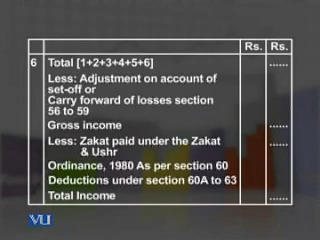 Rs. Rs.
6 Total [1+2+3+4+5+6] ......
Less: Adjustment on account of
set-off or
Carry forward of losses section
56 to 59
Gross income ......
Less: Zakat paid under the Zakat ......
& Ushr
Ordinance, 1980 As per section 60
Deductions under section 60A to 63
Total Income ......
VU